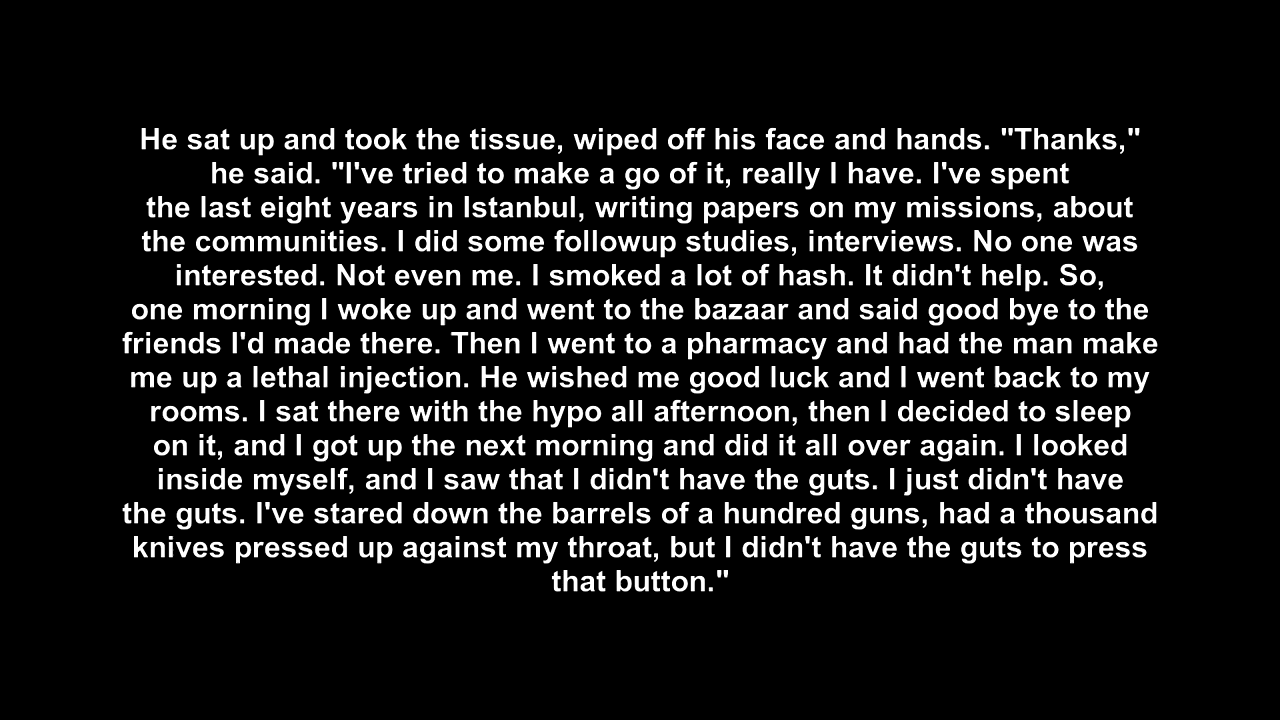 He sat up and took the tissue, wiped off his face and hands. "Thanks,"
he said. "I've tried to make a go of it, really I have. I've spent
the last eight years in Istanbul, writing papers on my missions, about
the communities. I did some followup studies, interviews. No one was
interested. Not even me. I smoked a lot of hash. It didn't help. So,
one morning I woke up and went to the bazaar and said good bye to the
friends I'd made there. Then I went to a pharmacy and had the man make
me up a lethal injection. He wished me good luck and I went back to my
rooms. I sat there with the hypo all afternoon, then I decided to sleep
on it, and I got up the next morning and did it all over again. I looked
inside myself, and I saw that I didn't have the guts. I just didn't have
the guts. I've stared down the barrels of a hundred guns, had a thousand
knives pressed up against my throat, but I didn't have the guts to press
that button."